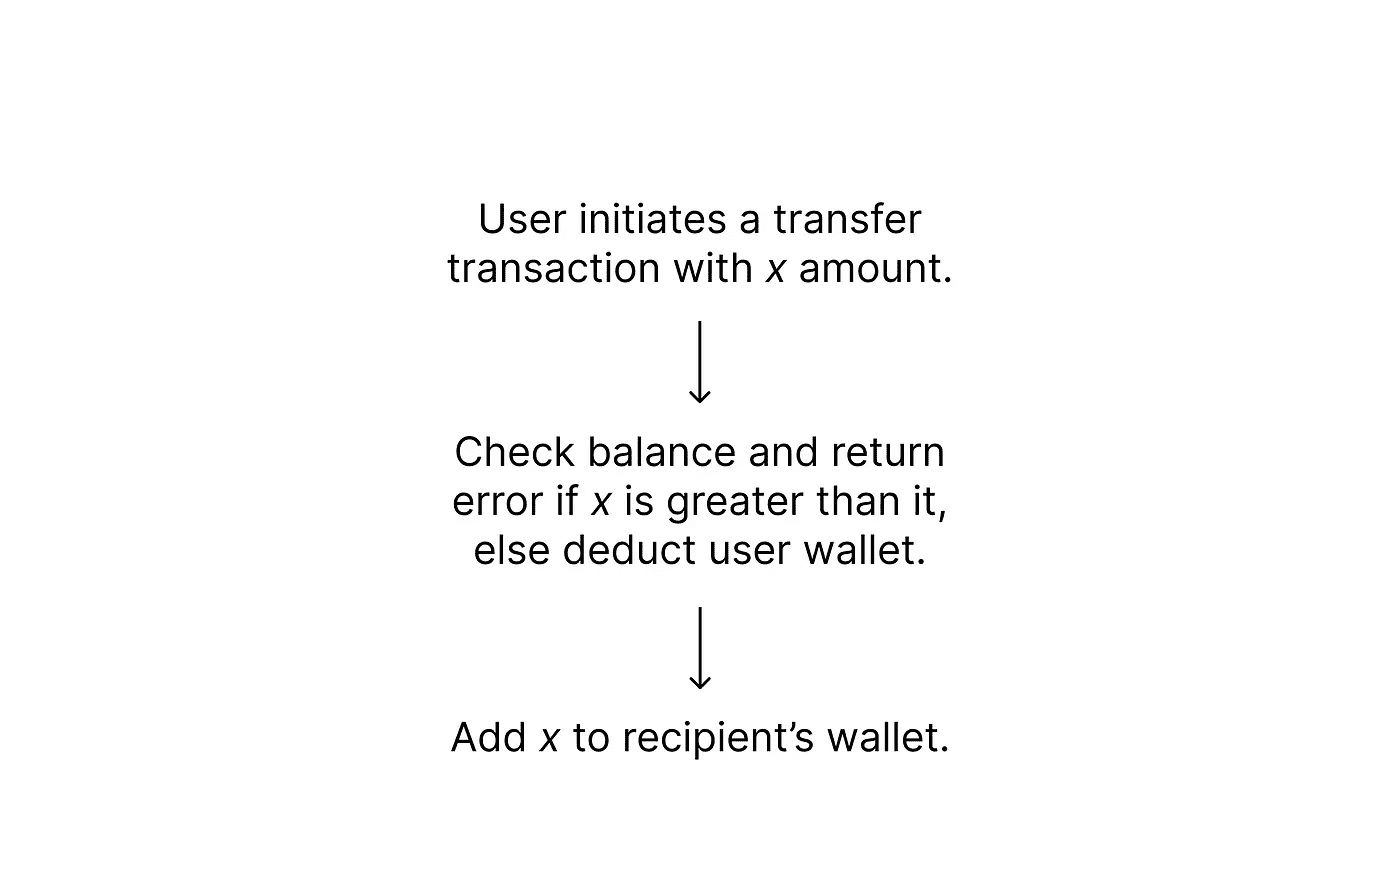 User initiates a transfer
transaction with x amount.
Check balance and return
error if x is greater than it,
else deduct user wallet.
Add x to recipient’s wallet.